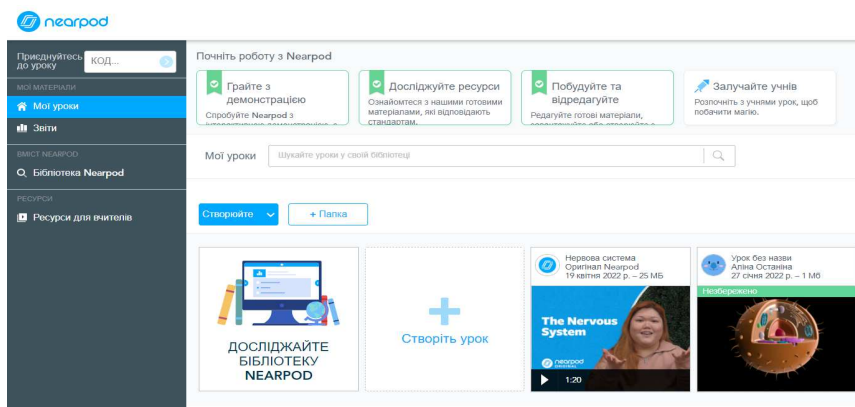 nearpod
Приєднуйтесь
до уроку
КОД...
МОЇ МАТЕРІАЛИ
Мої уроки
Звіти
ВМІСТ NEARPOD
Бібліотека Nearpod
РЕСУРСИ
Ресурси для вчителів
Почніть роботу з Nearpod
Грайте з
демонстрацією
Спробуйте Nearpod з
Досліджуйте ресурси
Ознайомтеся з нашими готовими
матеріалами, які відповідають
стандартам.
Побудуйте та
відредагуйте
Редагуйте готові матеріали,
Залучайте учнів
Розпочніть з учнями урок, щоб
побачити магію.
Мої уроки
Шукайте уроки у своїй бібліотеці
Створюйте
+ Папка
ДОСЛІДЖАЙТЕ
БІБЛІОТЕКУ
NEARPOD
Створіть урок
Нервова система
Оригінал Nearpod
19 квітня 2022 р. – 25 МБ
The Nervous
System
nearpod
ORIGINAL
1:20
Урок без назви
Аліна Останіна
27 січня 2022 р. – 1 Мб
Незбережено